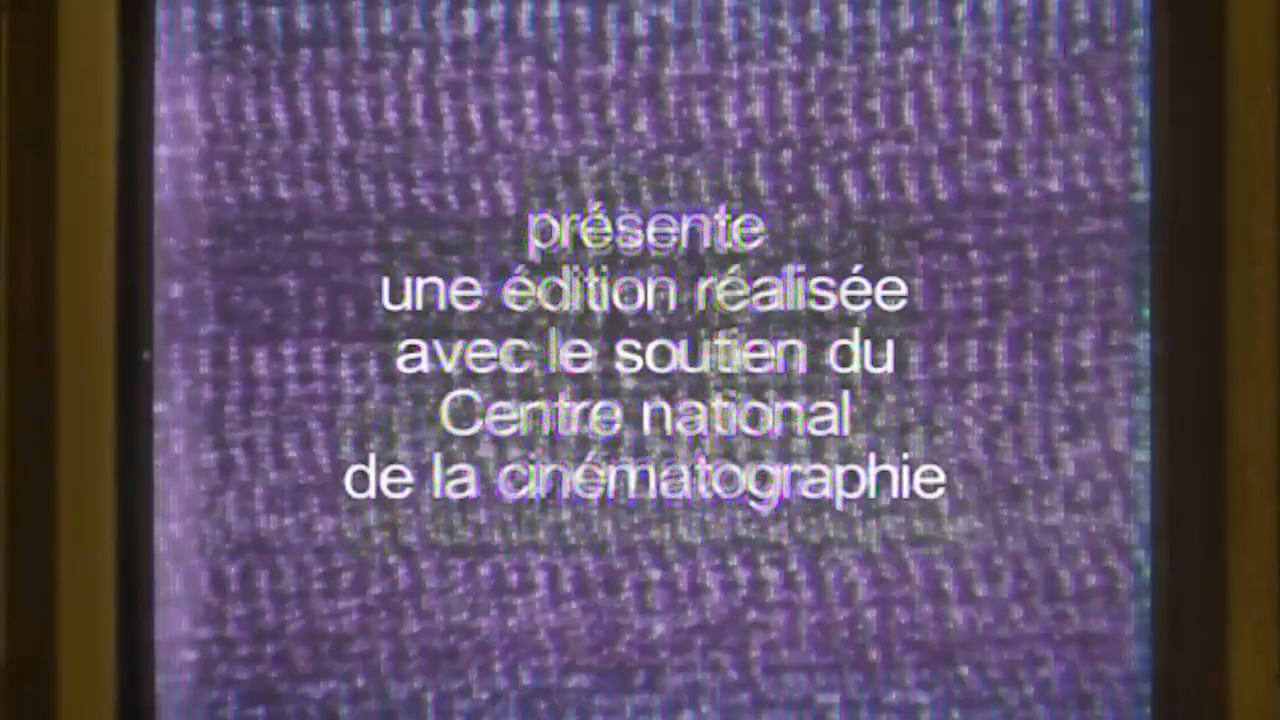 présente
une édition réalisée
avec le soutien du
Centre national
de la cinématographie